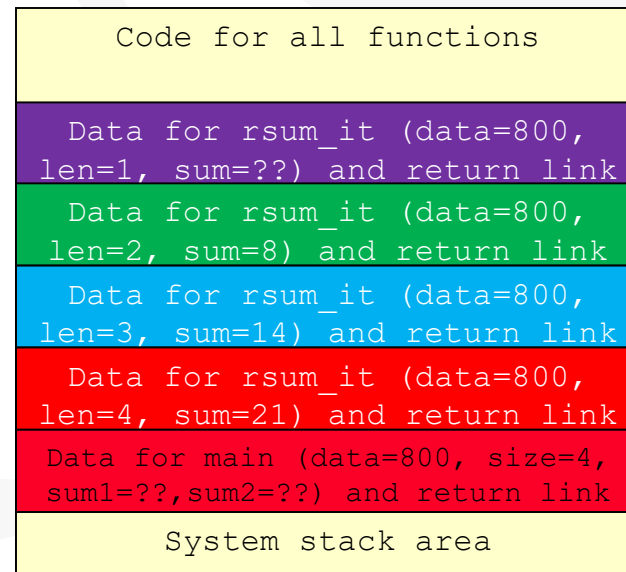 Code for all functions
Data for rsum_it (data=800,
len=1, sum=??) and return link
Data for rsum_it (data=800,
len=2, sum=8) and return link
Data for rsum_it (data=800,
len=3, sum=14) and return link
Data for rsum_it (data=800,
len=4, sum=21) and return link
Data for main (data=800, size=4,
sum1=??,sum2=??) and return link
System stack area